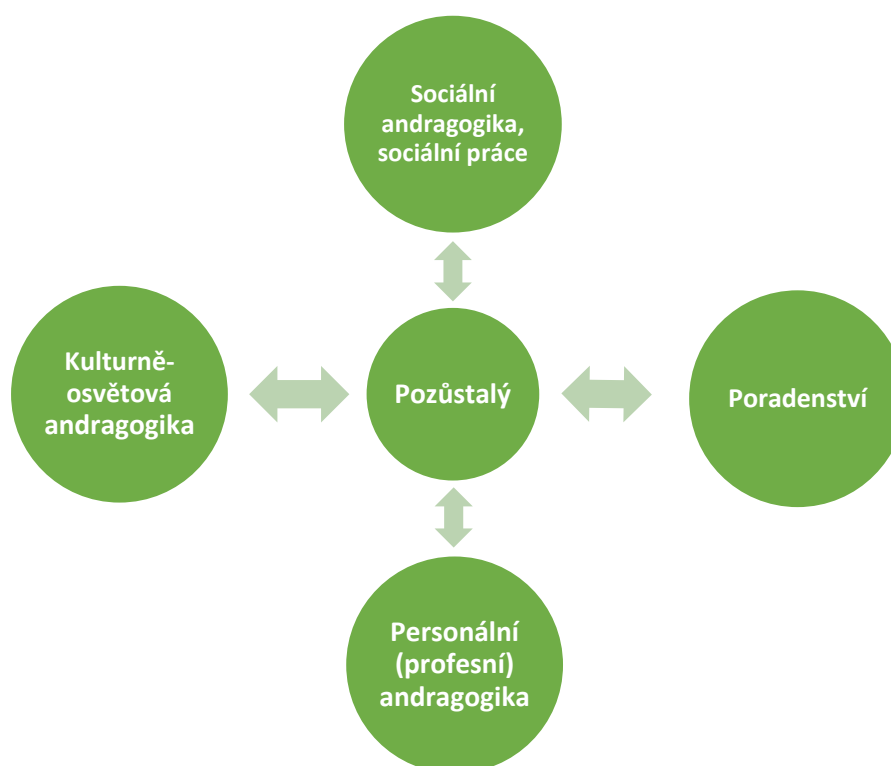 Sociální
andragogika,
sociální práce
Kulturně-
osvětová
andragogika
Pozůstalý
Poradenství
Personální
(profesní)
andragogika